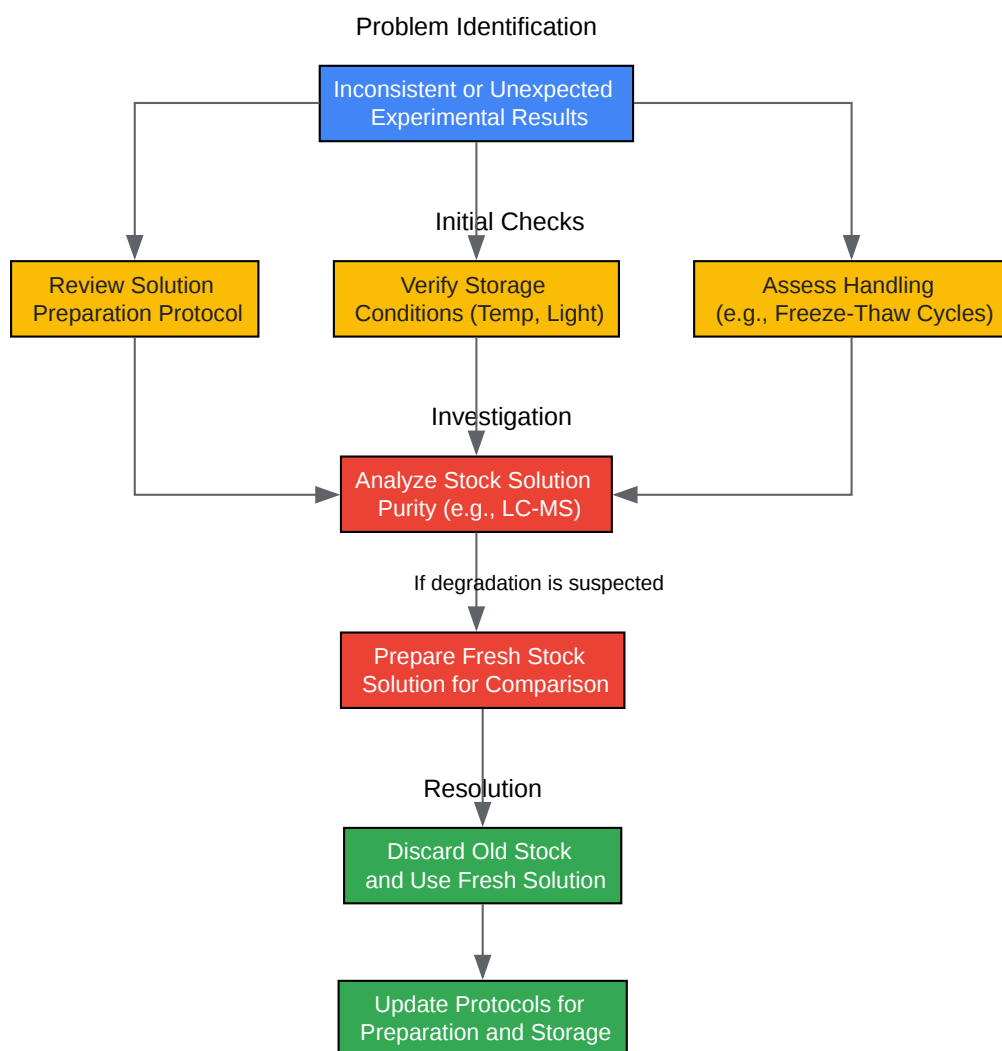 Problem Identification
Inconsistent or Unexpected
Experimental Results
Initial Checks
Review Solution
Preparation Protocol
Verify Storage
Conditions (Temp, Light)
Assess Handling
(e.g., Freeze-Thaw Cycles)
Investigation
Analyze Stock Solution
Purity (e.g., LC-MS)
If degradation is suspected
Prepare Fresh Stock
Solution for Comparison
Resolution
Discard Old Stock
and Use Fresh Solution
Update Protocols for
Preparation and Storage